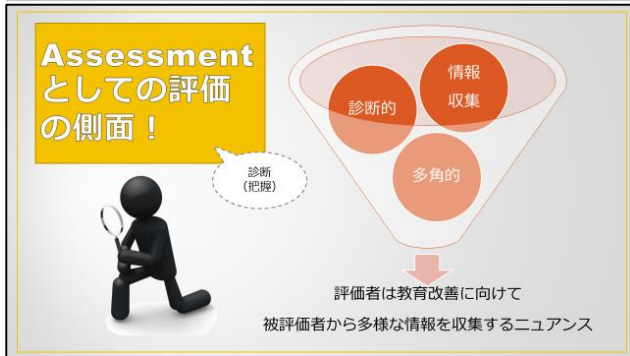 Assessment
としての評価
の側面！
診断
（把握）
診断的
情報
収集
多角的
評価者は教育改善に向けて
被評価者から多様な情報を収集するニュアンス